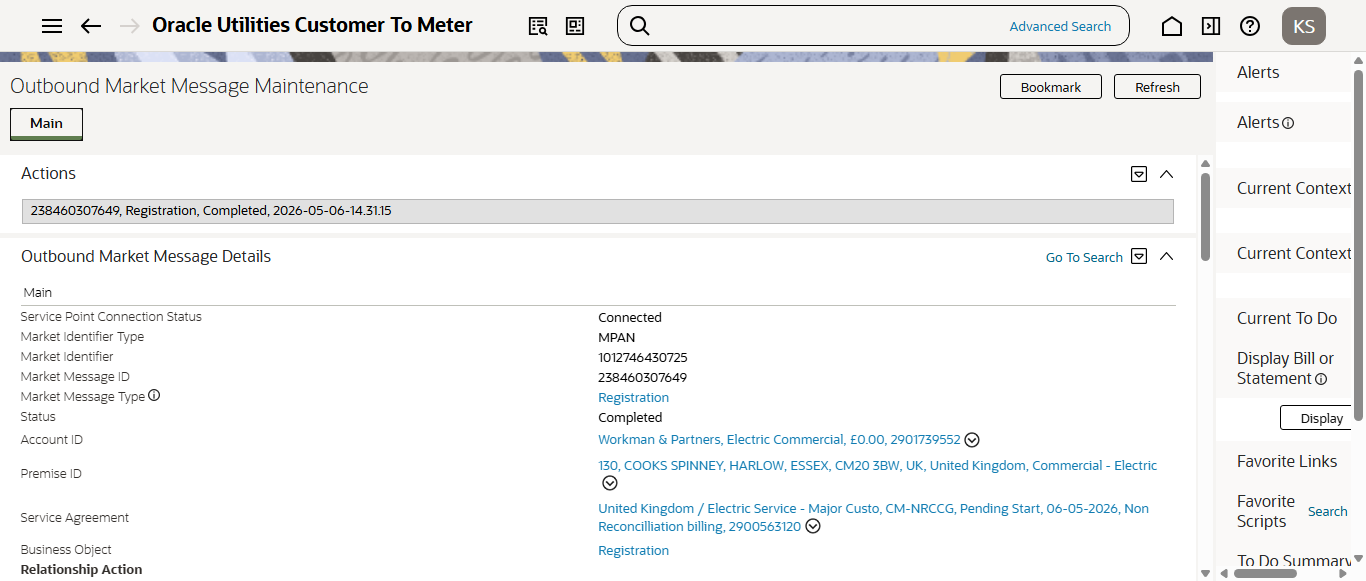 Oracle Utilities Customer To Meter
Advanced Search
KS
Outbound Market Message Maintenance
Bookmark
Refresh
Main
Actions
238460307649, Registration, Completed, 2026-05-06-14.31.15
Outbound Market Message Details
Go To Search
Main
Service Point Connection Status
Connected
Market Identifier Type
MPAN
Market Identifier
1012746430725
Market Message ID
238460307649
Market Message Type
Registration
Status
Completed
Account ID
Workman & Partners, Electric Commercial, £0.00, 2901739552
Premise ID
130, COOKS SPINNEY, HARLOW, ESSEX, CM20 3BW, UK, United Kingdom, Commercial - Electric
Service Agreement
United Kingdom / Electric Service - Major Custo, CM-NRCCG, Pending Start, 06-05-2026, Non
Reconcilliation billing, 2900563120
Business Object
Registration
Relationship Action
Alerts
Alerts
Current Context
Current Context
Current To Do
Display Bill or
Statement
Display
Favorite Links
Favorite
Scripts
Search
To Do Summary